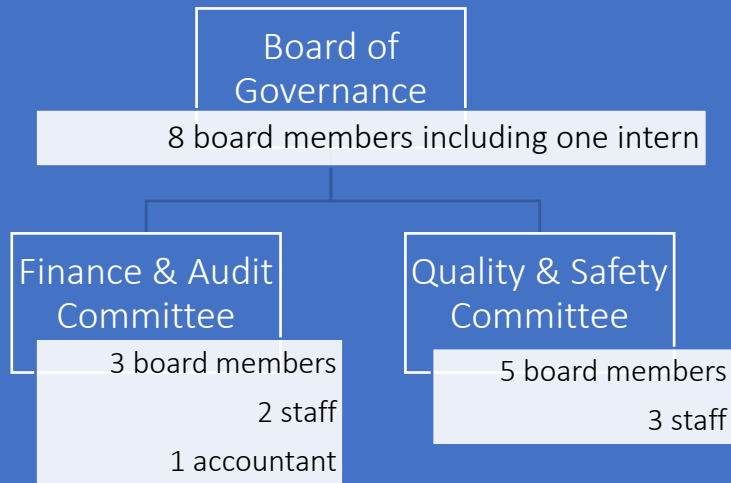 Board of
Governance
8 board members including one intern
Finance & Audit
Committee
3 board members
2 staff
1 accountant
Quality & Safety
Committee
5 board members
3 staff